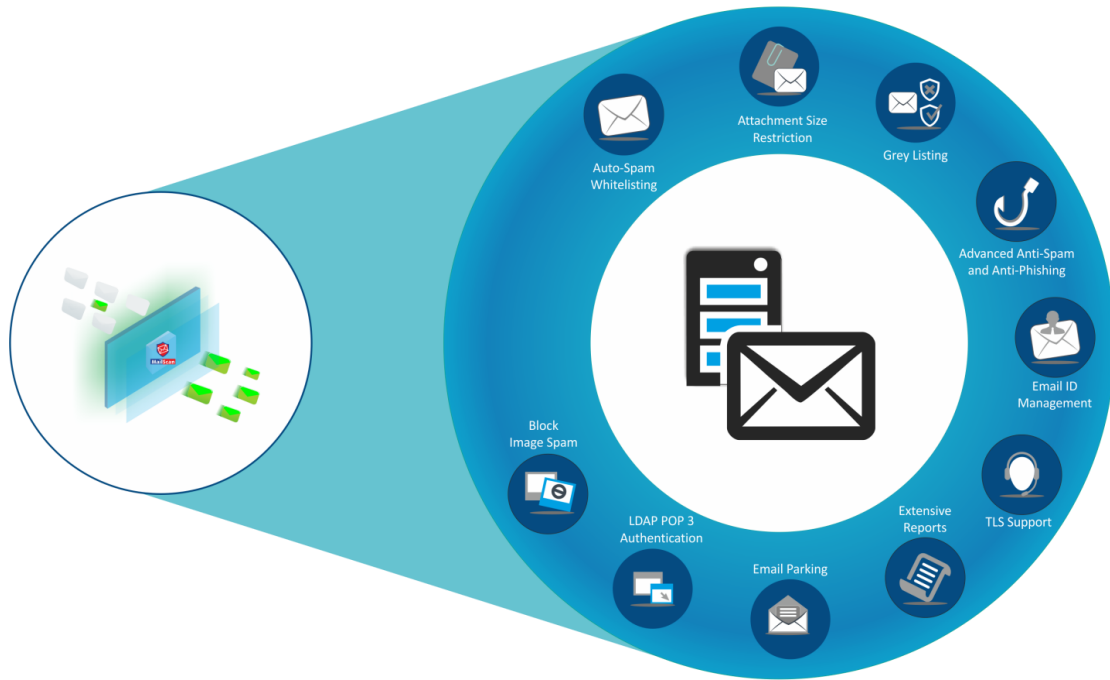 Attachment Size
Restriction
Grey Listing
Auto-Spam
Whitelisting
Advanced Anti-Spam
and Anti-Phishing
MailScan
Email ID
Management
Block
Image Spam
TLS Support
Extensive
Reports
LDAP POP 3
Authentication
Email Parking